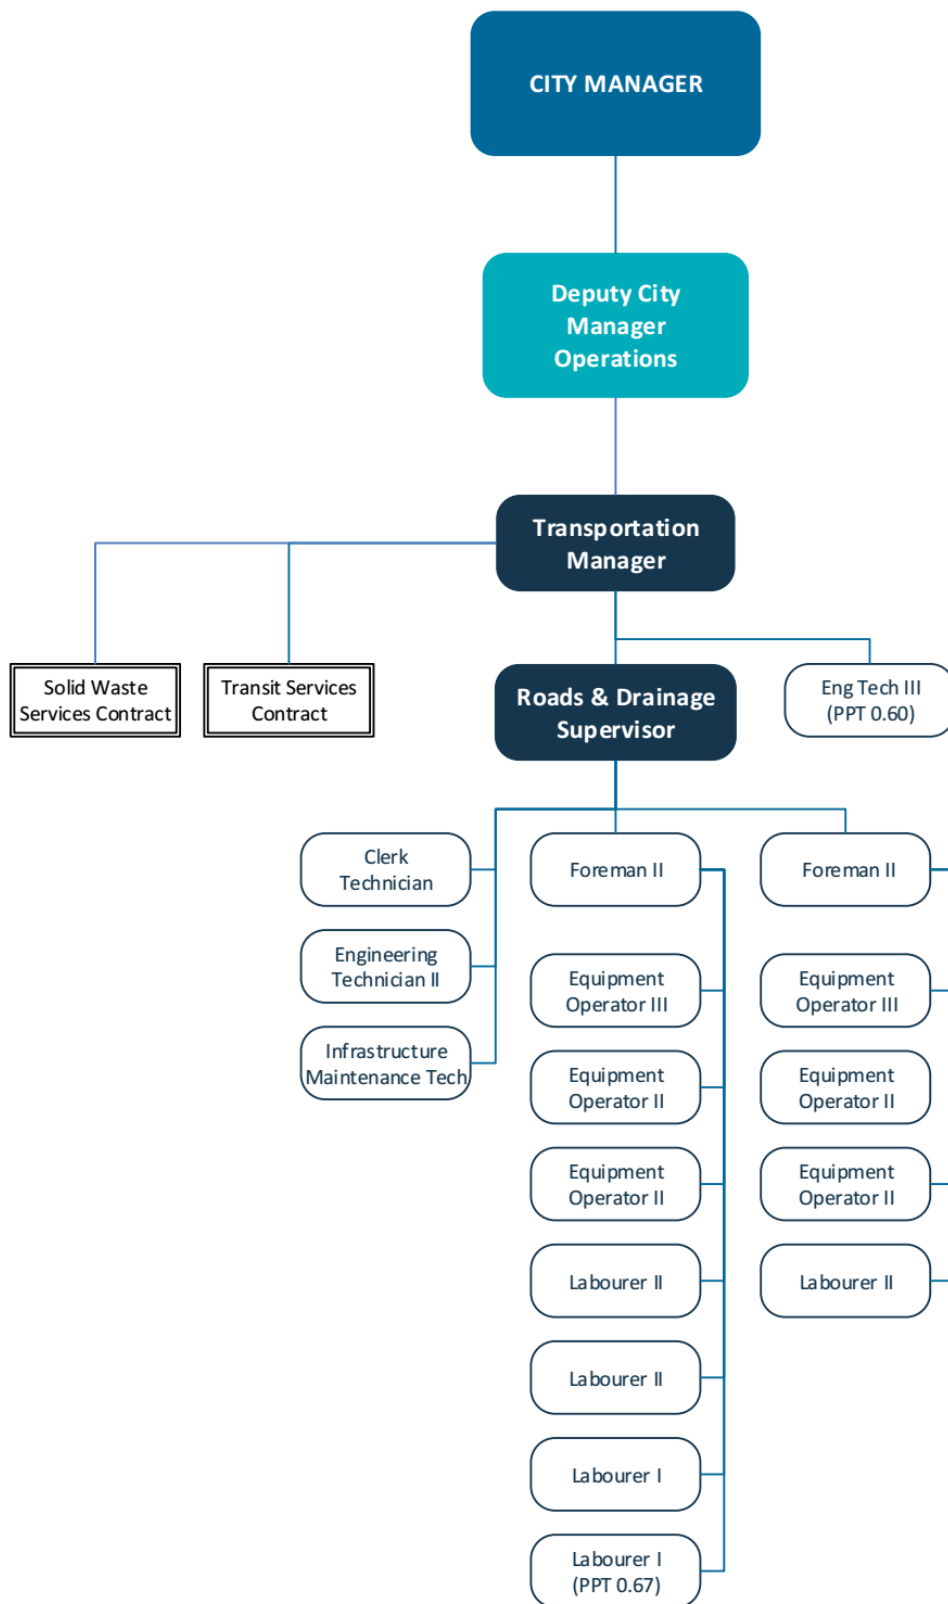 CITY MANAGER
Deputy City
Manager
Operations
Transportation
Manager
Solid Waste
Services Contract
Transit Services
Contract
Roads & Drainage
Supervisor
Eng Tech III
(PPT 0.60)
Clerk
Technician
Engineering
Technician II
Infrastructure
Maintenance Tech
Foreman II
Equipment
Operator III
Equipment
Operator II
Equipment
Operator II
Labourer II
Labourer II
Labourer I
Labourer I
(PPT 0.67)
Foreman II
Equipment
Operator III
Equipment
Operator II
Equipment
Operator II
Labourer II